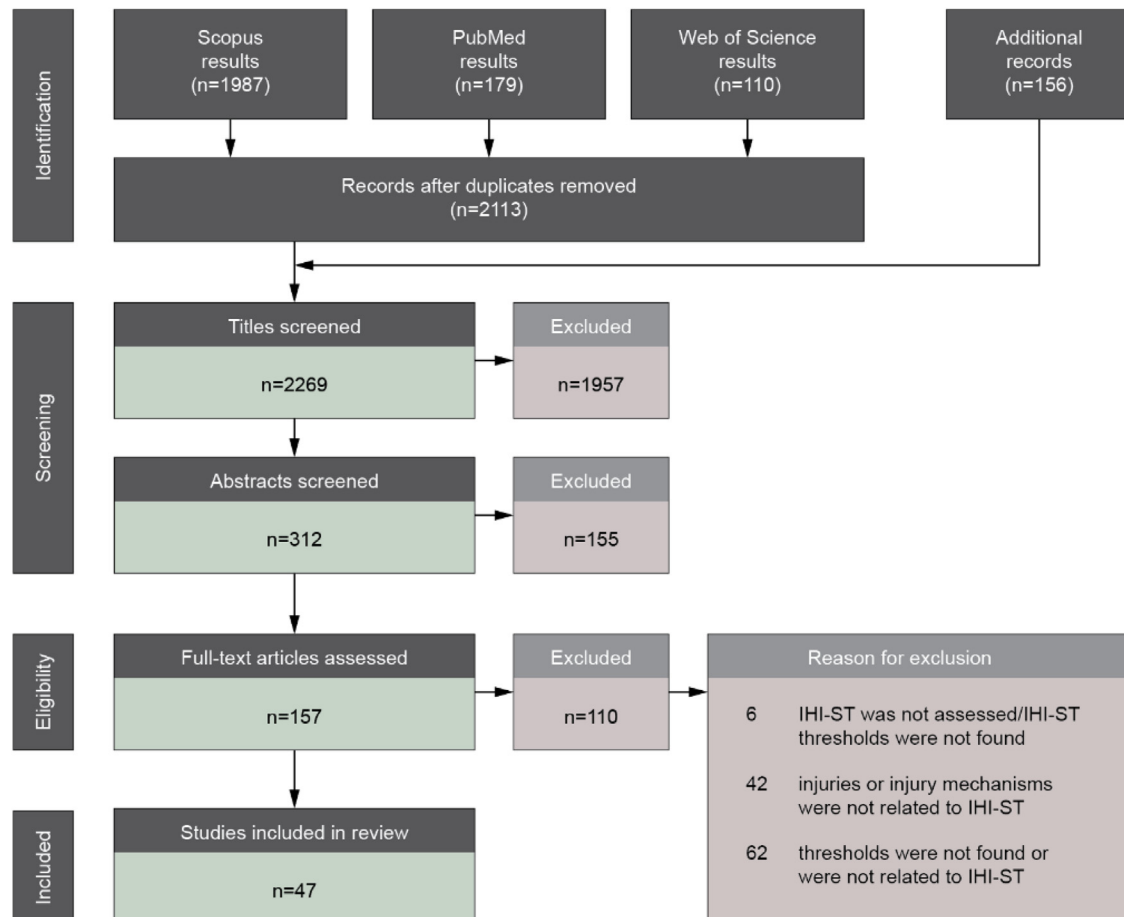 Identification
Scopus
results
(n=1987)
PubMed
results
(n=179)
Web of Science
results
(n=110)
Additional
records
(n=156)
Records after duplicates removed
(n=2113)
Screening
Titles screened
n=2269
Excluded
n=1957
Abstracts screened
n=312
Excluded
n=155
Eligibility
Full-text articles assessed
n=157
Excluded
n=110
Reason for exclusion
6 IHI-ST was not assessed/IHI-ST
thresholds were not found
42 injuries or injury mechanisms
were not related to IHI-ST
62 thresholds were not found or
were not related to IHI-ST
Included
Studies included in review
n=47